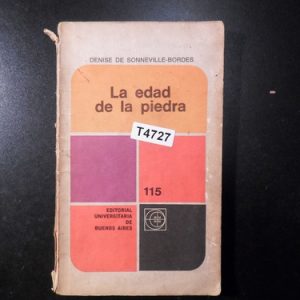 DENISE DE SONNEVILLE-BORDES
La edad
de la piedra
T4727
115
EDITORIAL
UNIVERSITARIA
DE
BUENOS AIRES